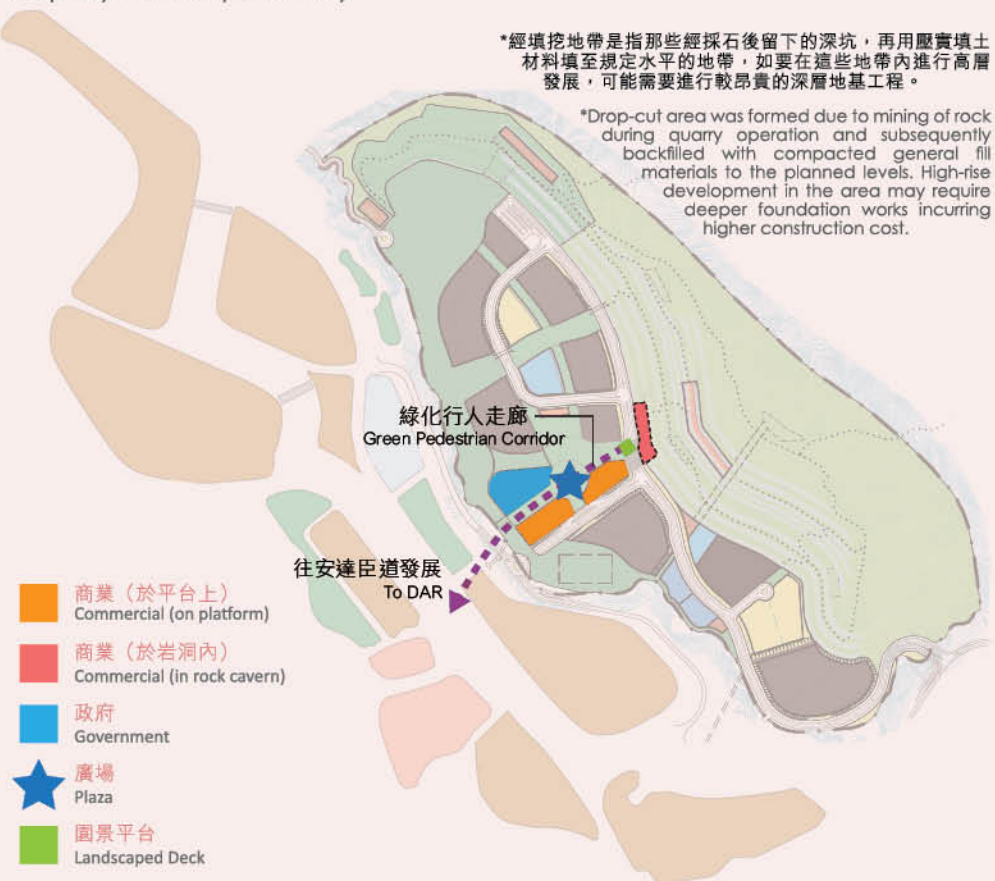 *經填挖地帶是指那些經採石後留下的深坑，再用壓實填土
材料填至規定水平的地帶，如要在這些地帶內進行高層
發展，可能需要進行較昂貴的深層地基工程。
*Drop-cut area was formed due to mining of rock
during quarry operation and subsequently
backfilled with compacted general fill
materials to the planned levels. High-rise
development in the area may require
deeper foundation works incurring
higher construction cost.
綠化行人走廊
Green Pedestrian Corridor
往安達臣道發展
To DAR
商業（於平台上）
Commercial (on platform)
商業（於岩洞內）
Commercial (in rock cavern)
政府
Government
廣場
Plaza
園景平台
Landscaped Deck